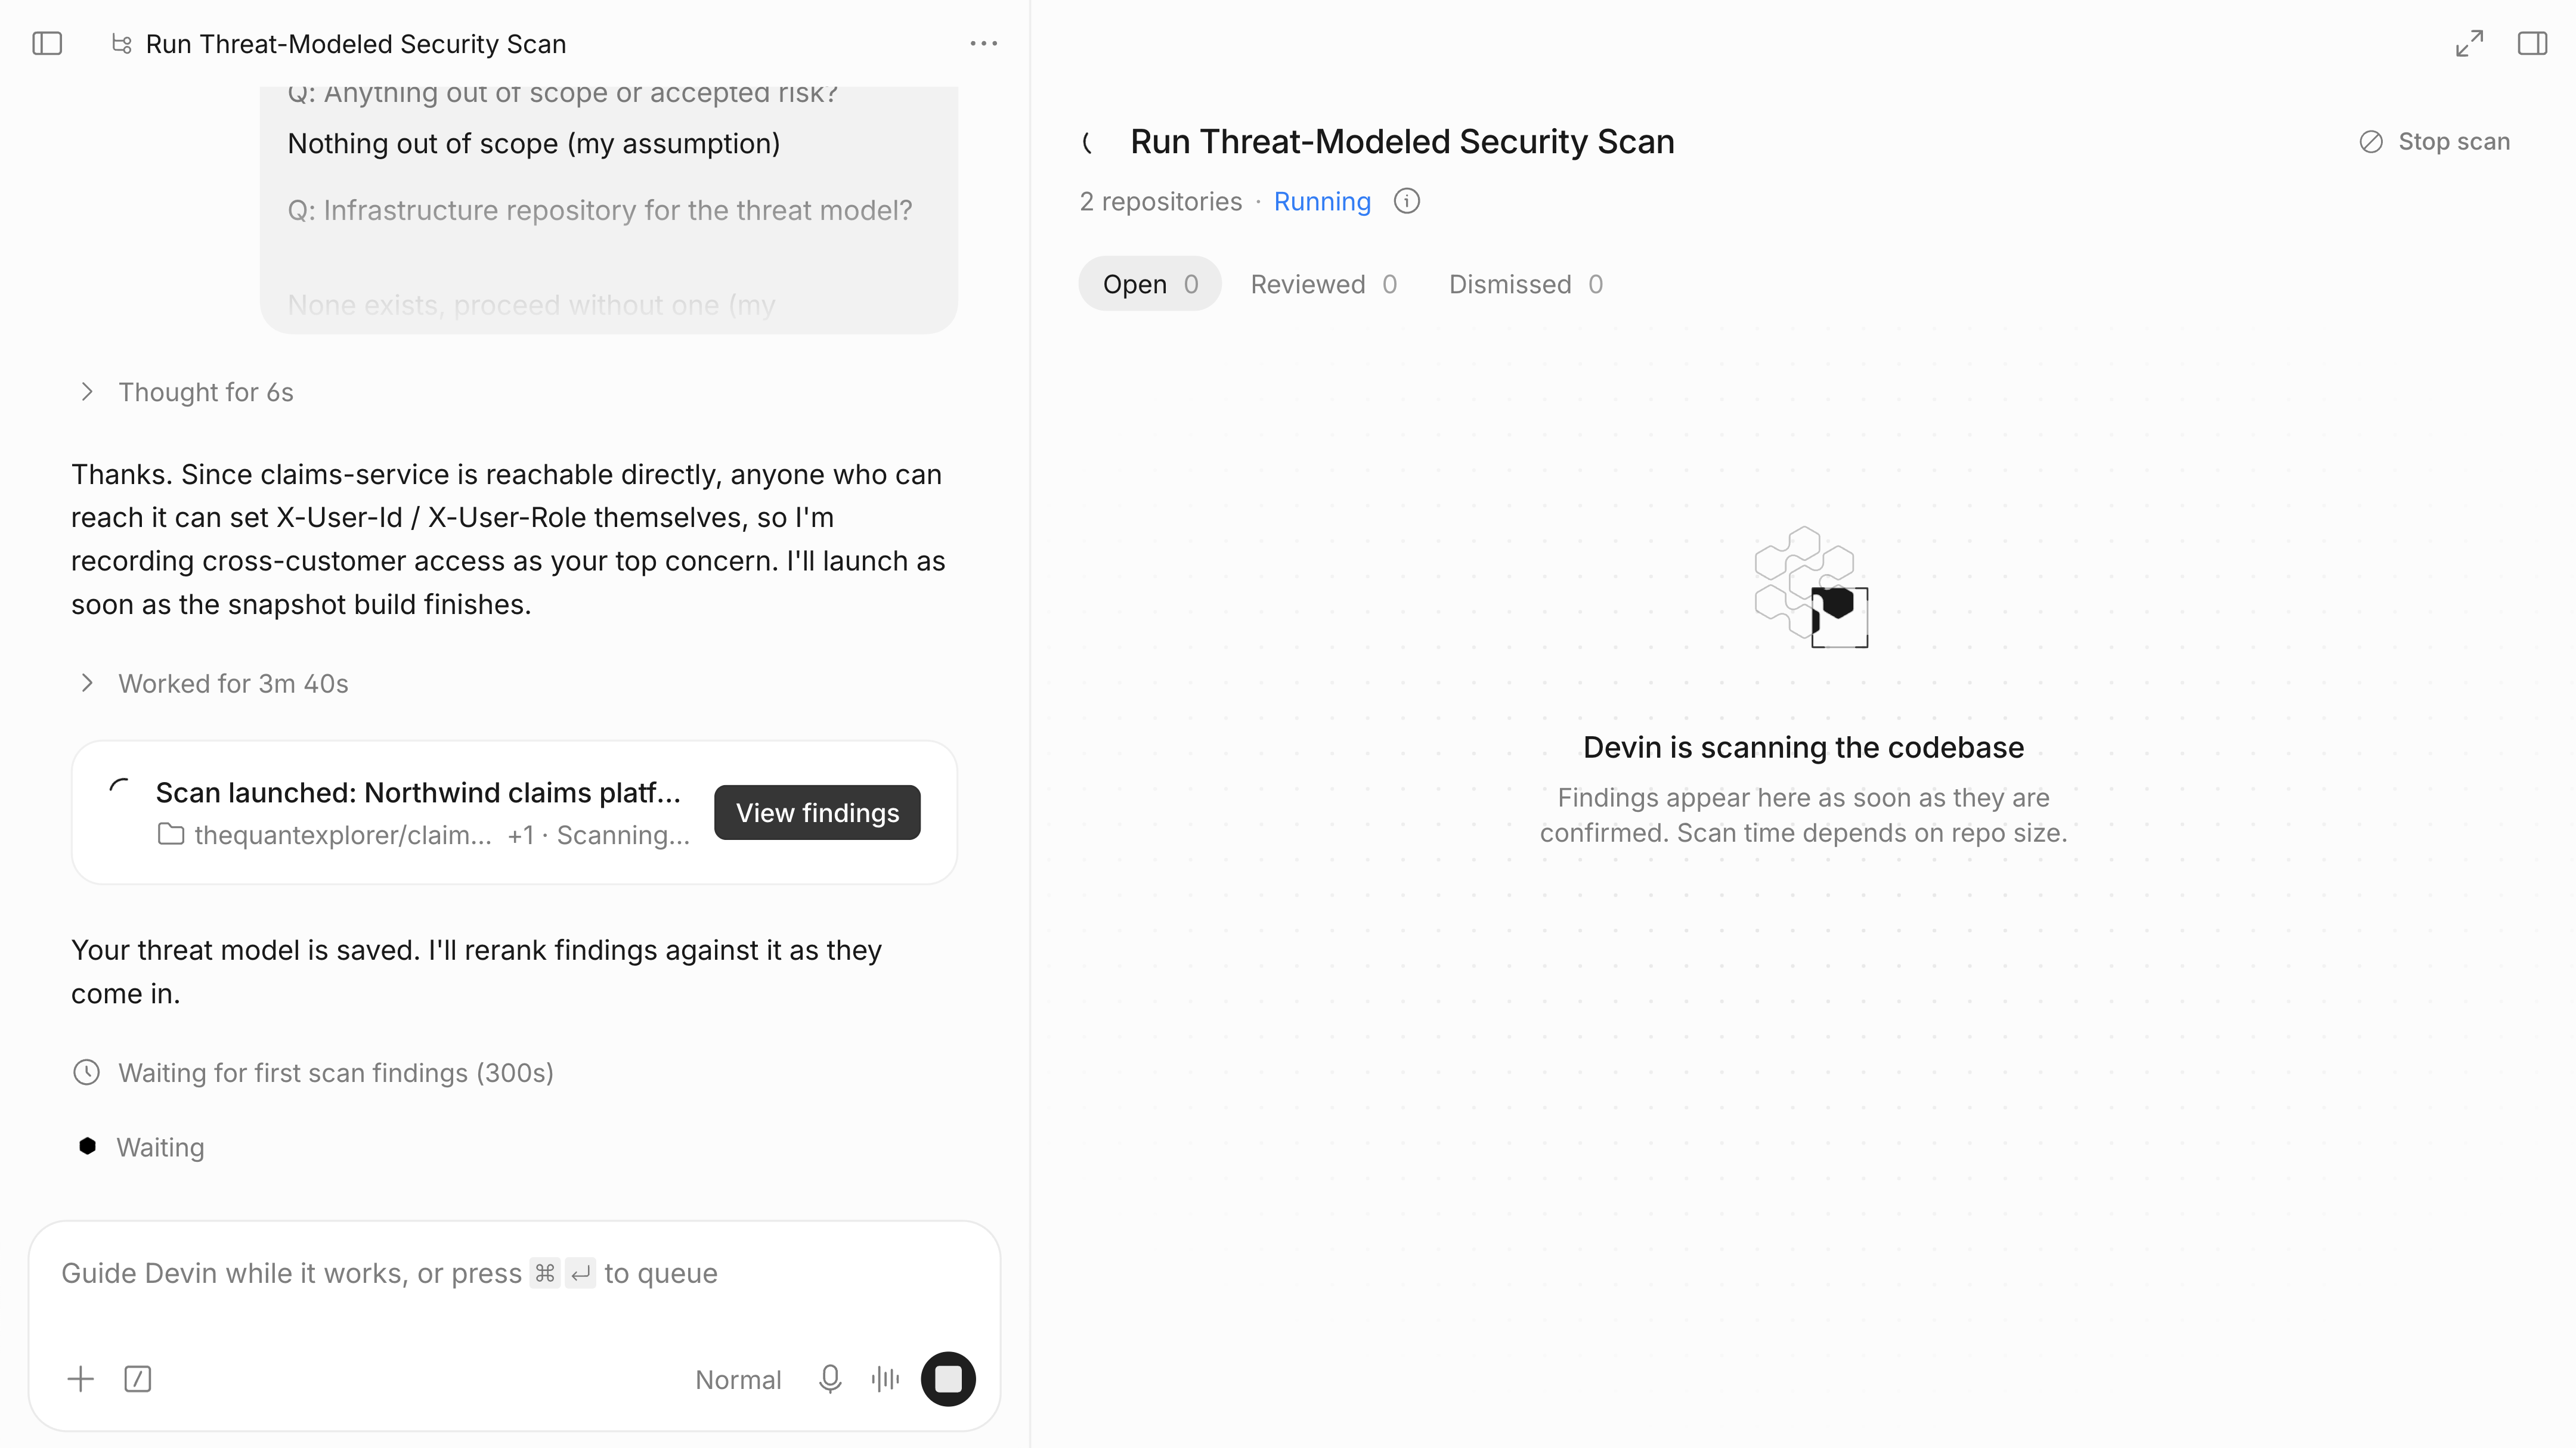 Run Threat-Modeled Security Scan
Q: Anything out of scope or accepted risk?
Nothing out of scope (my assumption)
Q: Infrastructure repository for the threat model?
None exists, proceed without one (my
Thought for 6s
Thanks. Since claims-service is reachable directly, anyone who can
reach it can set X-User-Id / X-User-Role themselves, so I'm
recording cross-customer access as your top concern. I'll launch as
soon as the snapshot build finishes.
Worked for 3m 40s
Scan launched: Northwind claims platf...
thequantexplorer/claim... +1 · Scanning...
View findings
Your threat model is saved. I'll rerank findings against it as they
come in.
Waiting for first scan findings (300s)
Waiting
Guide Devin while it works, or press ⌘ ↵ to queue
Normal
Run Threat-Modeled Security Scan
Stop scan
2 repositories · Running
Open 0 Reviewed 0 Dismissed 0
Devin is scanning the codebase
Findings appear here as soon as they are
confirmed. Scan time depends on repo size.